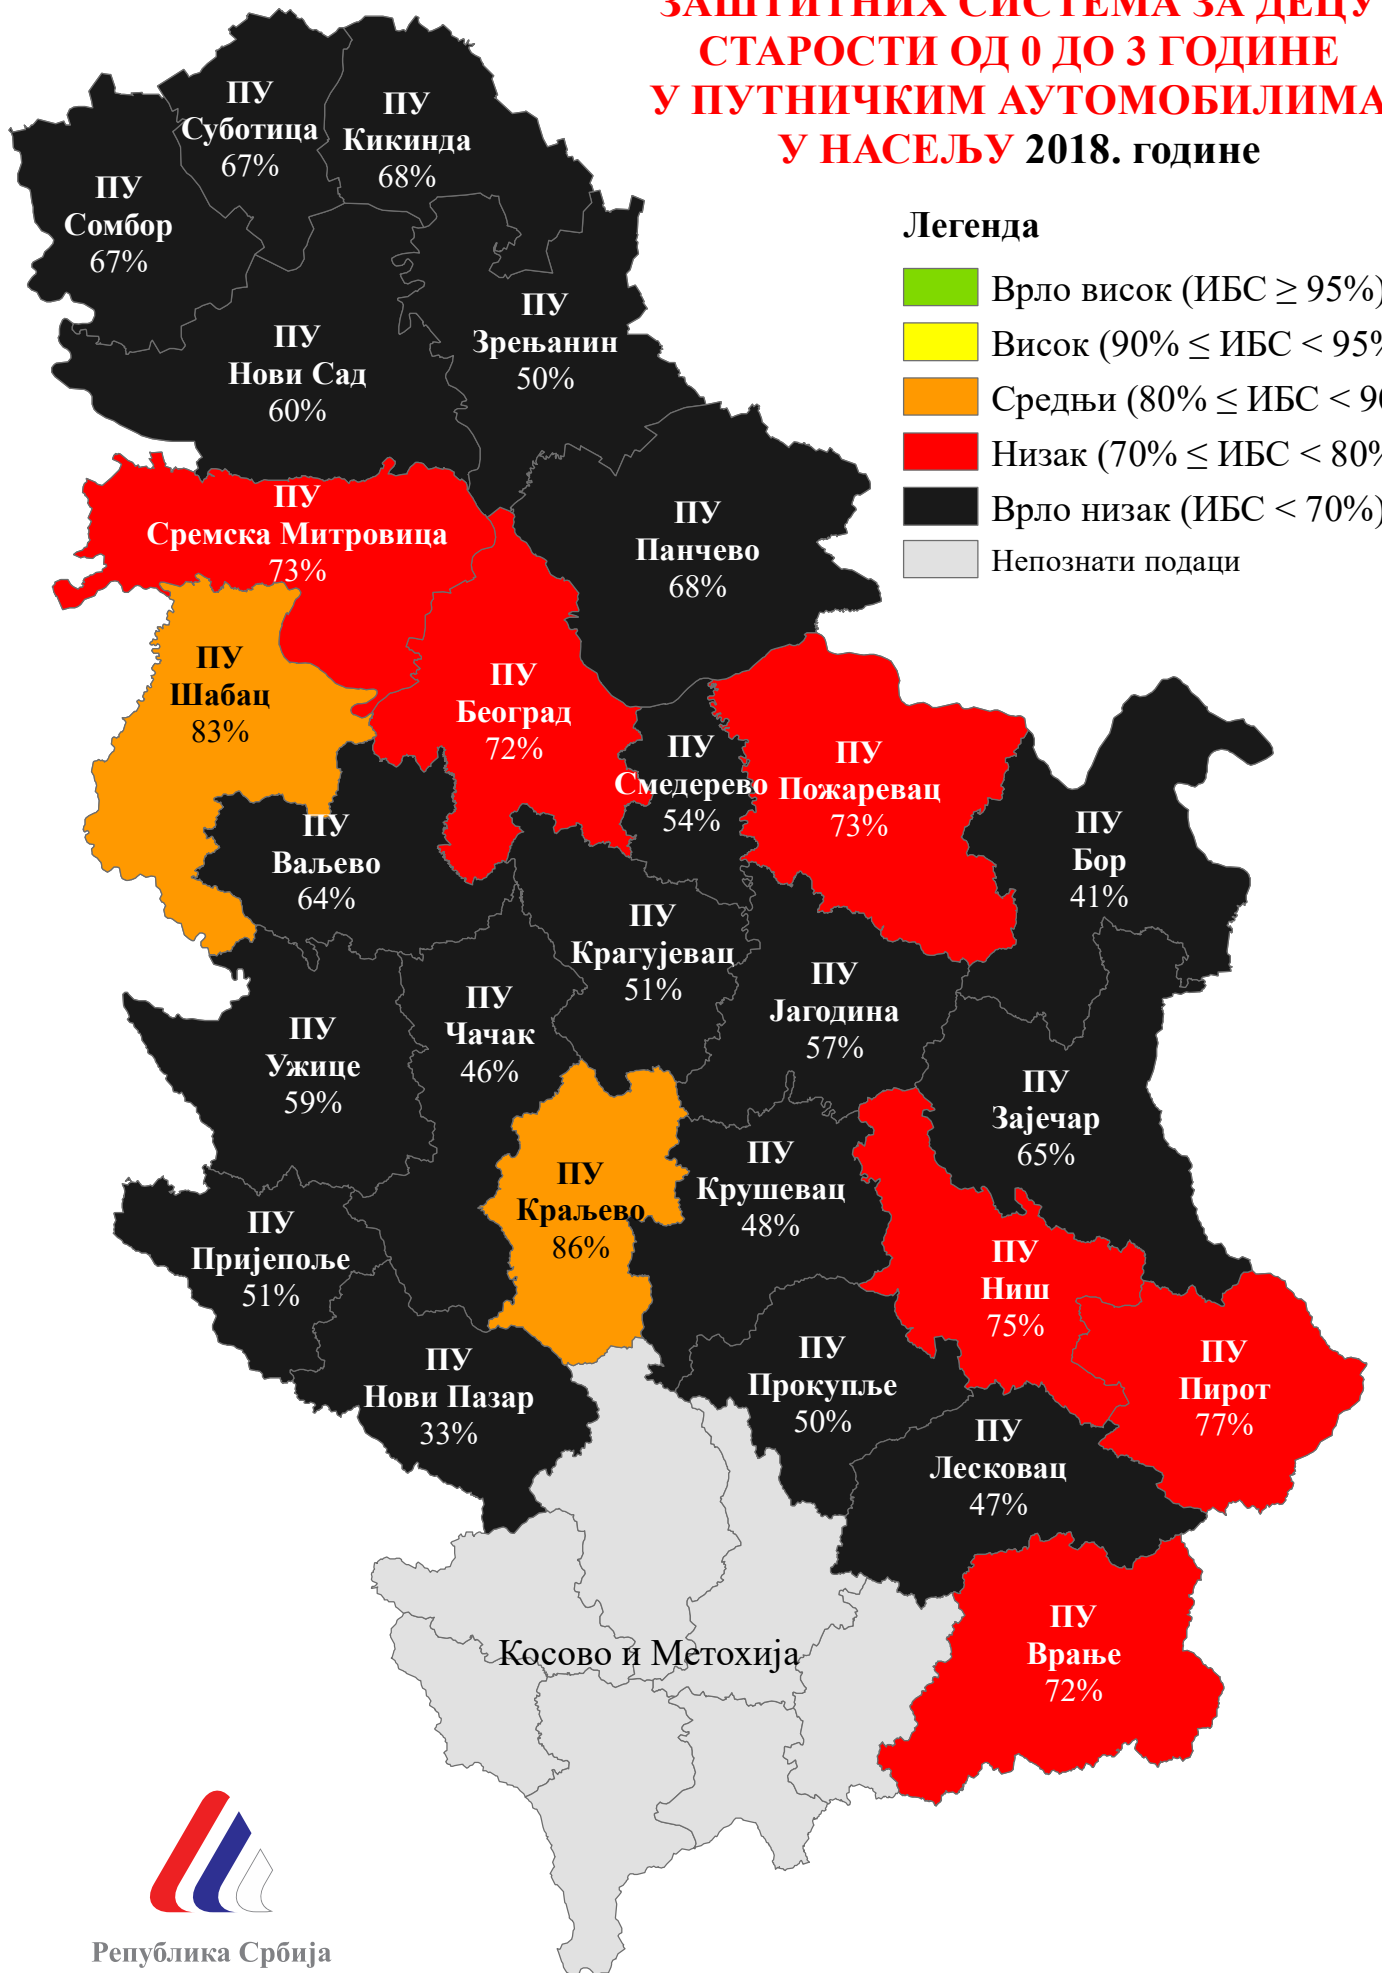 ЗАШТИТНИХ СИСТЕМА ЗА ДЕЦУ
СТАРОСТИ ОД 0 ДО 3 ГОДИНЕ
У ПУТНИЧКИМ АУТОМОБИЛИМА
У НАСЕЉУ 2018. године
Легенда
Врло висок (ИБС ≥ 95%)
Висок (90% ≤ ИБС < 95%
Средњи (80% ≤ ИБС < 90
Низак (70% ≤ ИБС < 80%
Врло низак (ИБС < 70%)
Непознати подаци
ПУ
Суботица
67%
ПУ
Кикинда
68%
ПУ
Сомбор
67%
ПУ
Зрењанин
50%
ПУ
Нови Сад
60%
ПУ
Сремска Митровица
73%
ПУ
Панчево
68%
ПУ
Шабац
83%
ПУ
Београд
72%
ПУ
Смедерево
54%
ПУ
Пожаревац
73%
ПУ
Бор
41%
ПУ
Ваљево
64%
ПУ
Крагујевац
51%
ПУ
Јагодина
57%
ПУ
Чачак
46%
ПУ
Ужице
59%
ПУ
Зајечар
65%
ПУ
Крушевац
48%
ПУ
Краљево
86%
ПУ
Пријепоље
51%
ПУ
Ниш
75%
ПУ
Прокупље
50%
ПУ
Пирот
77%
ПУ
Нови Пазар
33%
ПУ
Лесковац
47%
ПУ
Врање
72%
Косово и Метохија
Република Србија